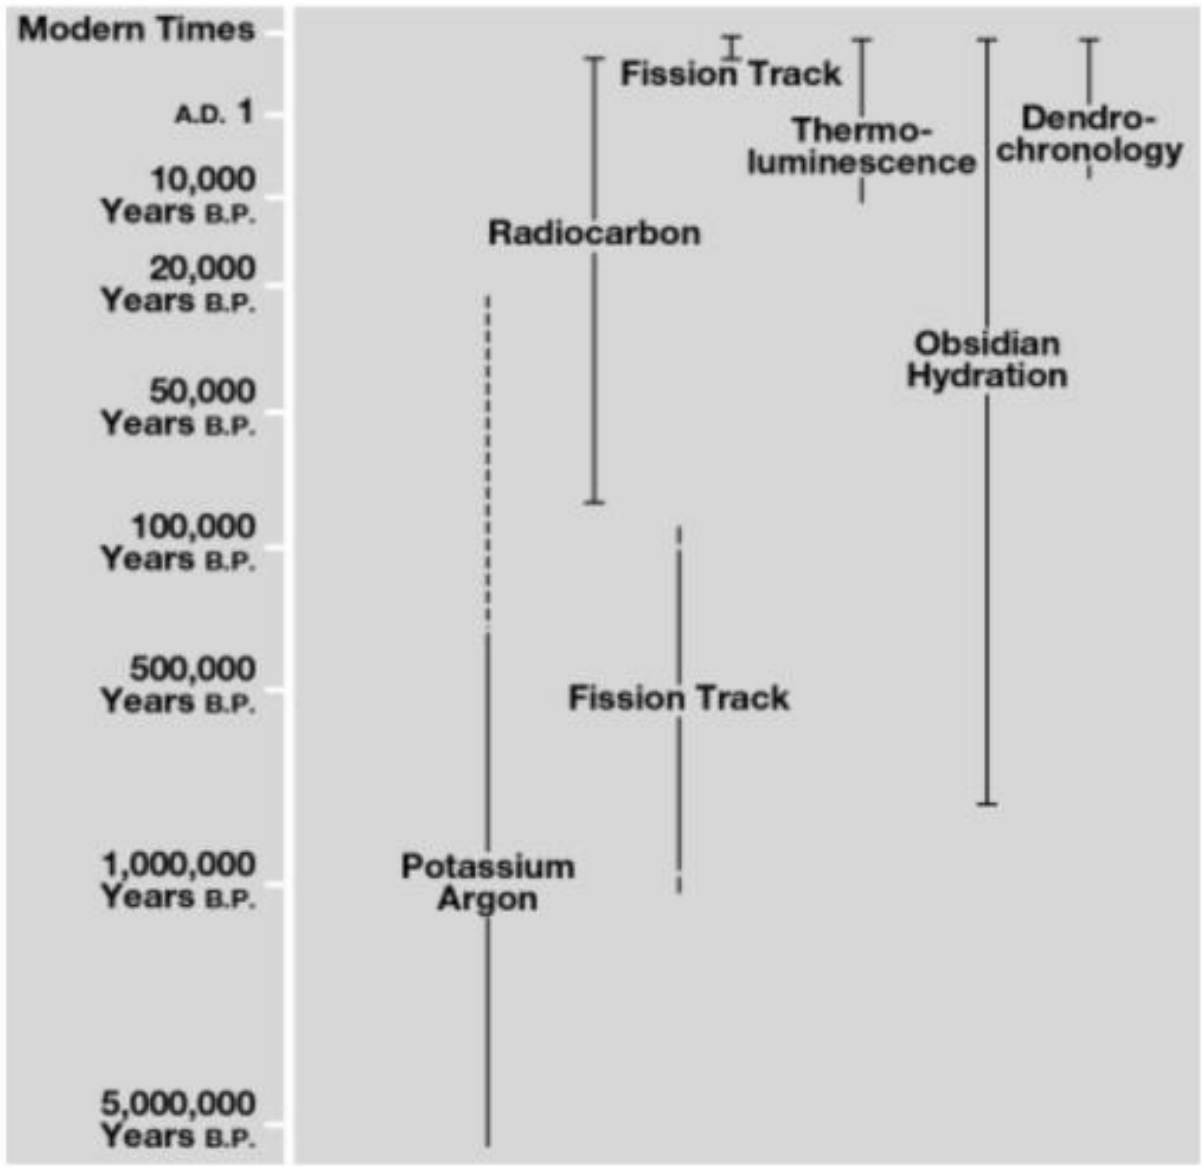 Modern Times
A.D. 1
10,000
Years B.P.
20,000
Years B.P.
50,000
Years B.P.
100,000
Years B.P.
500,000
Years B.P.
1,000,000
Years B.P.
5,000,000
Years B.P.
Fission Track
Thermo-
luminescence
Dendro-
chronology
Radiocarbon
Obsidian
Hydration
Fission Track
Potassium
Argon